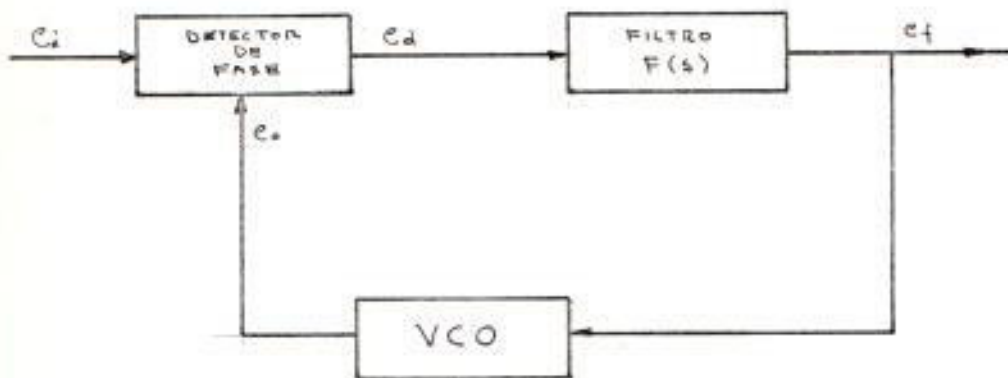 ei
DETECTOR
DE
FASE
ed
FILTRO
F(s)
ef
eo
VCO